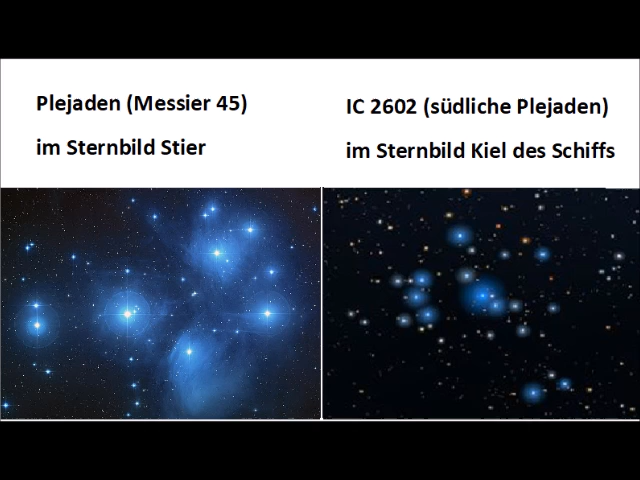 Plejaden (Messier 45)
im Sternbild Stier
IC 2602 (südliche Plejaden)
im Sternbild Kiel des Schiffs